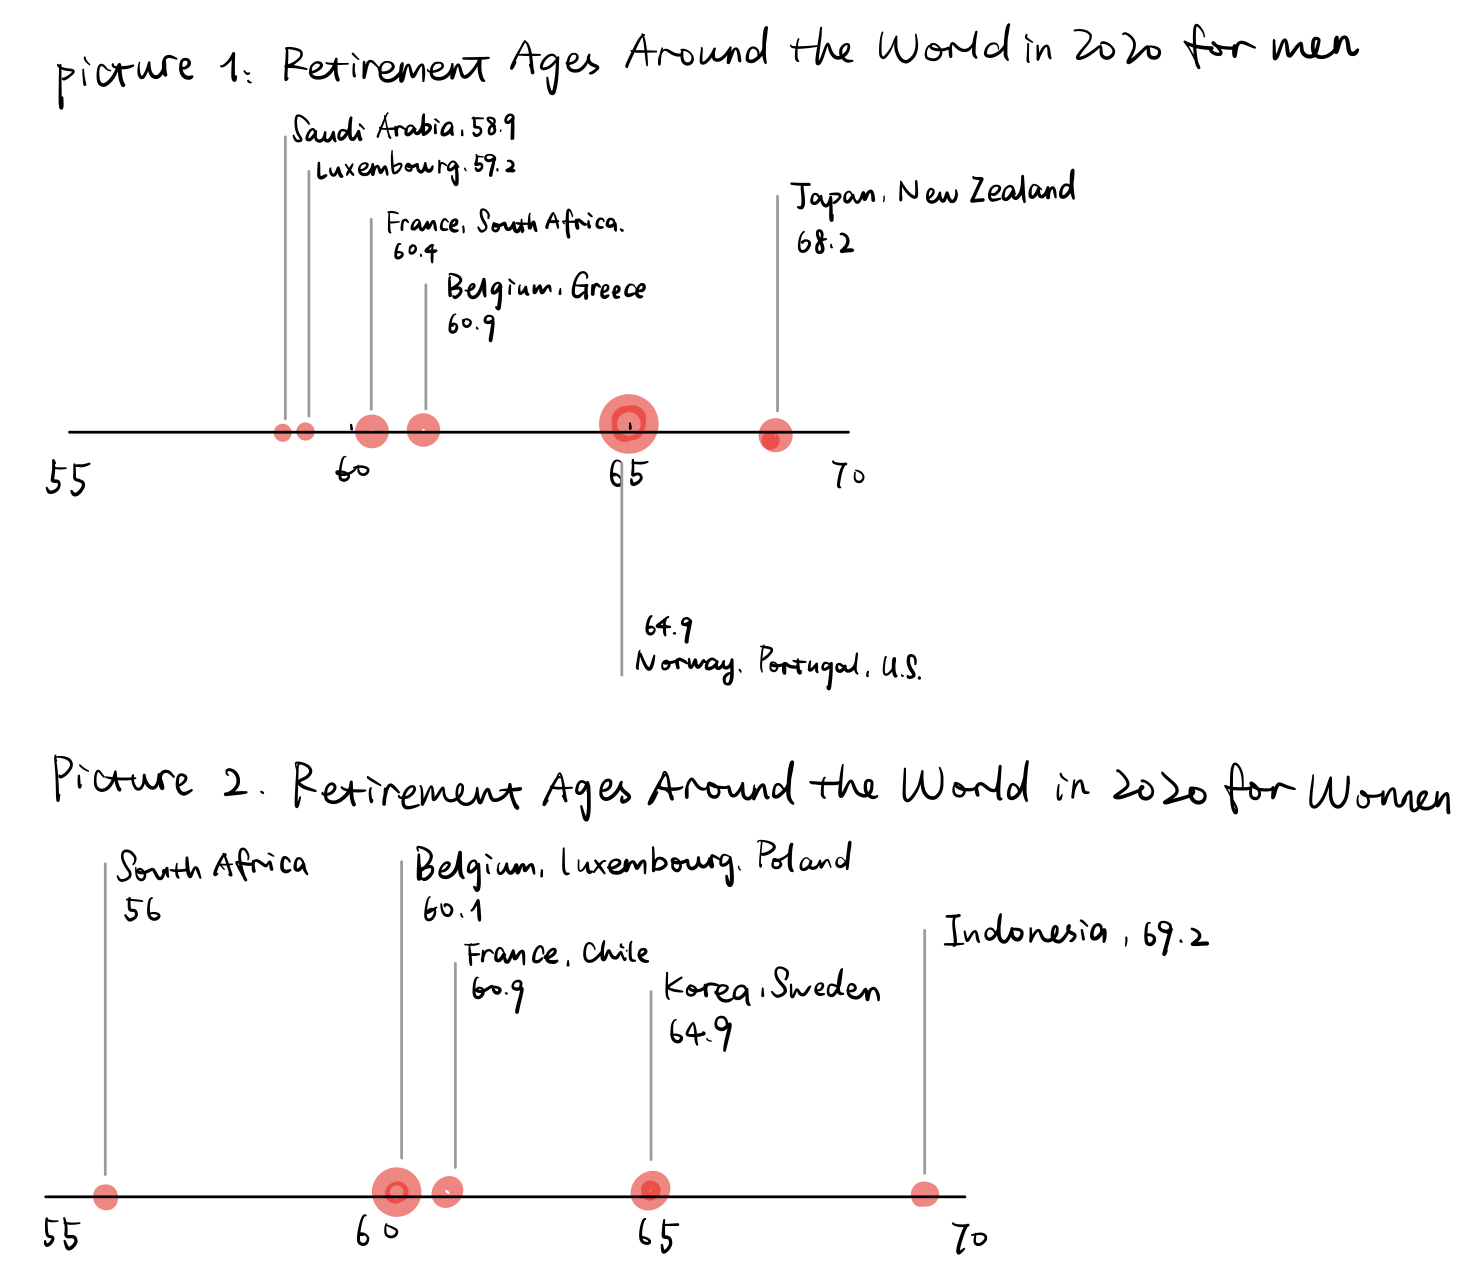 picture 1. Retirement Ages Around the World in 2020 for men
Saudi Arabia, 58.9
Luxembourg. 59.2
France, South Africa.
60.4
Belgium, Greece
60.9
Japan, New Zealand
68.2
55 60 65 70
64.9
Norway, Portugal, U.S.
Picture 2. Retirement Ages Around the World in 2020 for Women
South Africa
56
Belgium, Luxembourg, Poland
60.1
France, Chile
60.9
Korea, Sweden
64.9
Indonesia, 69.2
55 60 65 70